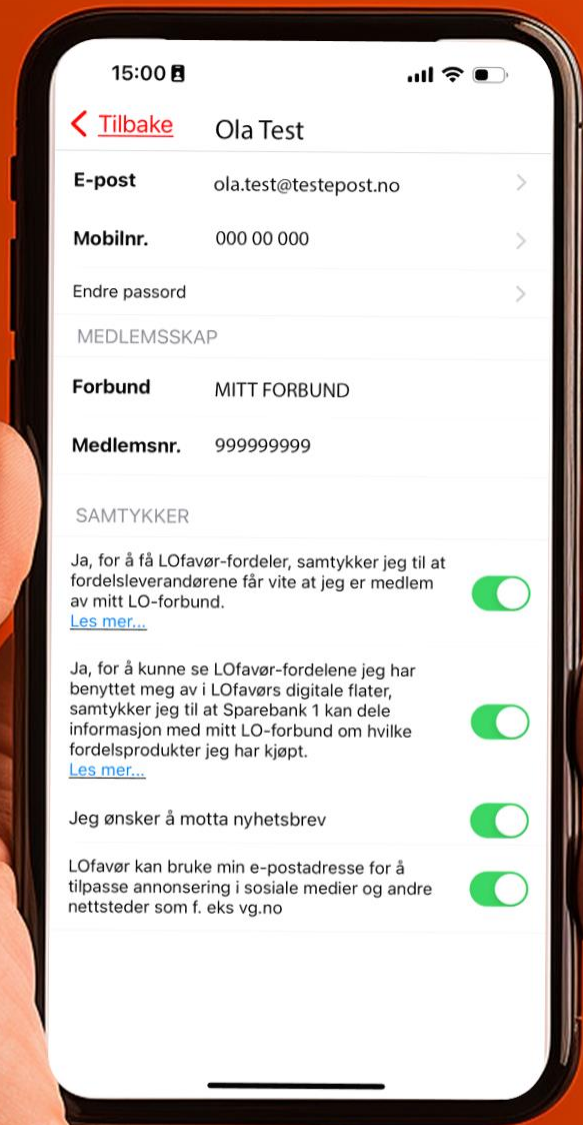 15:00
Tilbake Ola Test
E-post ola.test@testepost.no
Mobilnr. 000 00 000
Endre passord
MEDLEMSSKAP
Forbund MITT FORBUND
Medlemsnr. 999999999
SAMTYKKER
Ja, for å få LOfavør-fordeler, samtykker jeg til at
fordelsleverandørene får vite at jeg er medlem
av mitt LO-forbund.
Les mer...
Ja, for å kunne se LOfavør-fordelene jeg har
benyttet meg av i LOfavørs digitale flater,
samtykker jeg til at Sparebank 1 kan dele
informasjon med mitt LO-forbund om hvilke
fordelsprodukter jeg har kjøpt.
Les mer...
Jeg ønsker å motta nyhetsbrev
LOfavør kan bruke min e-postadresse for å
tilpasse annonsering i sosiale medier og andre
nettsteder som f. eks vg.no